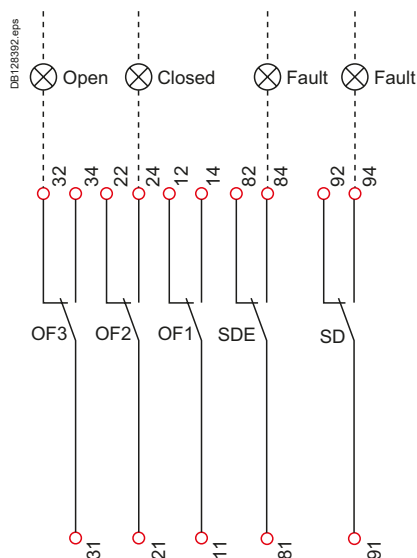 DB128392.eps
Open
Closed
Fault
Fault
32
34
22
24
12
14
82
84
92
94
OF3
OF2
OF1
SDE
SD
31
21
11
81
91